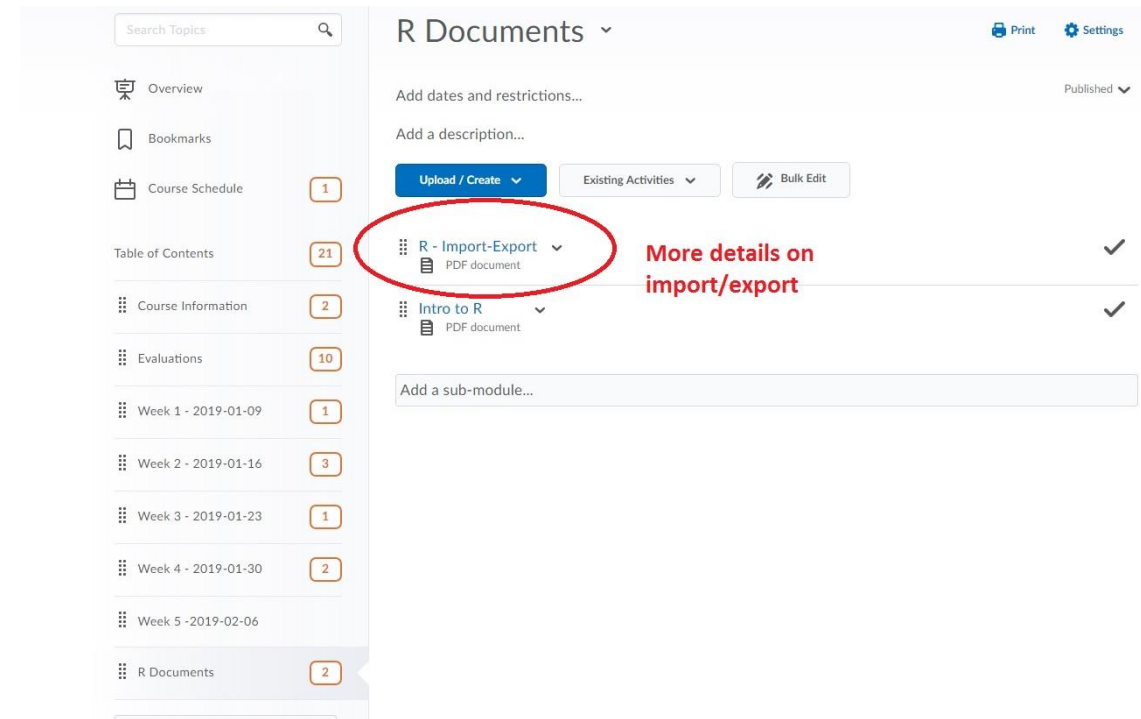 Search Topics
Overview
Bookmarks
Course Schedule
1
Table of Contents
21
Course Information
2
Evaluations
10
Week 1 - 2019-01-09
1
Week 2 - 2019-01-16
3
Week 3 - 2019-01-23
1
Week 4 - 2019-01-30
2
Week 5 -2019-02-06
R Documents
2
R Documents
Print
Settings
Add dates and restrictions...
Published
Add a description...
Upload / Create
Existing Activities
Bulk Edit
R - Import-Export
PDF document
More details on
import/export
Intro to R
PDF document
Add a sub-module...